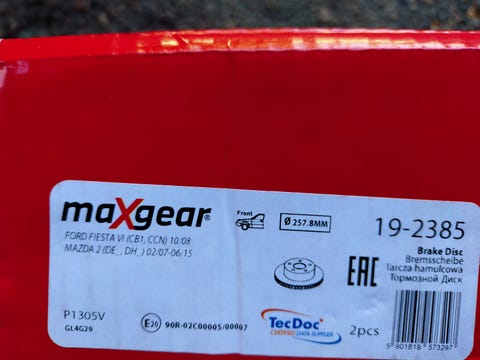 maXgear®
Front
Ø 257.8MM
19-2385
FORD FIESTA VI (CB1, CCN) 10/08
MAZDA 2 (DE_, DH_) 02/07-06/15
Brake Disc
Bremsscheibe
Tarcza hamulcowa
Тормозной Диск
EAC
P1305V
GL4G29
E20 90R-02C00005/00007
TecDoc
CERTIFIED DATA SUPPLIER
2pcs
5 901619 573297